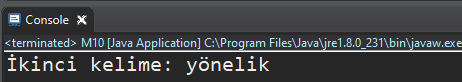 Console
<terminated> M10 [Java Application] C:\Program Files\Java\jre1.8.0_231\bin\javaw.exe
İkinci kelime: yönelik